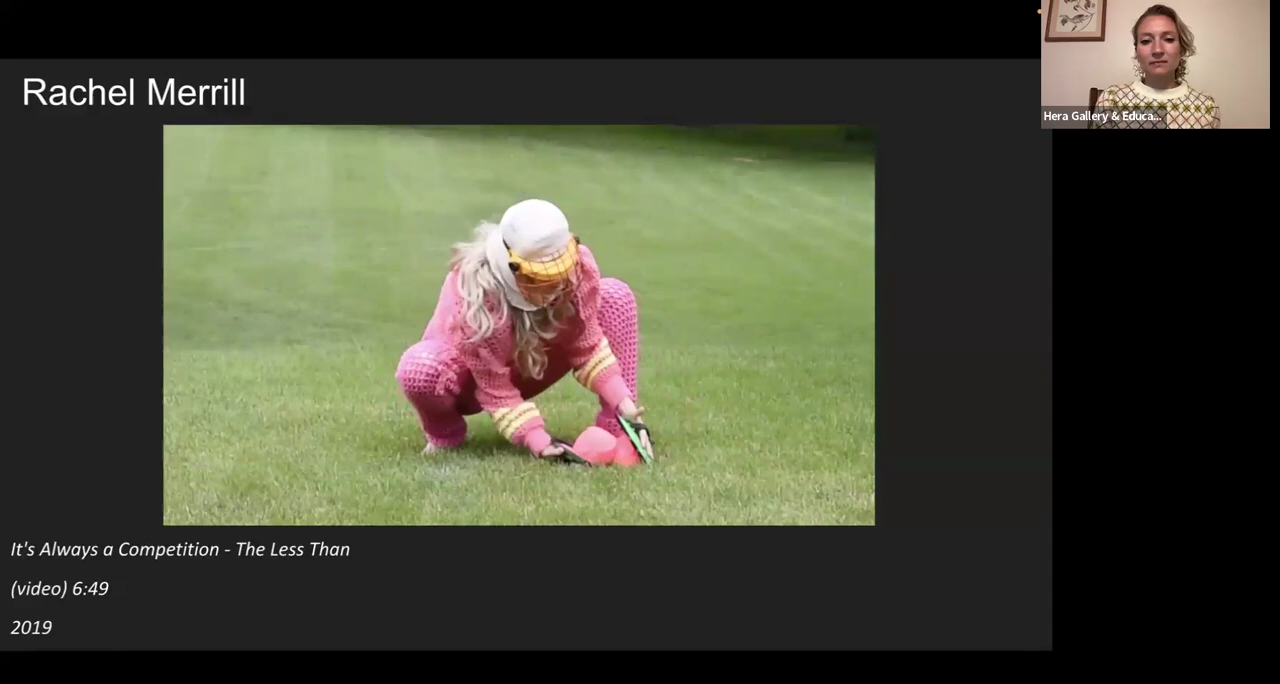 Rachel Merrill
Hera Gallery & Educa...
It's Always a Competition - The Less Than
(video) 6:49
2019